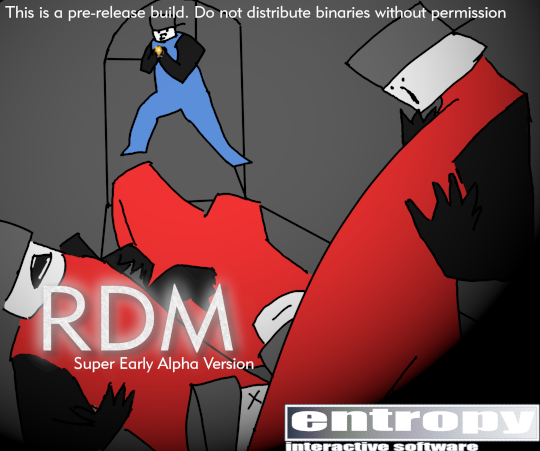 This is a pre-release build. Do not distribute binaries without permission
RDM
Super Early Alpha Version
X
entropy
interactive software